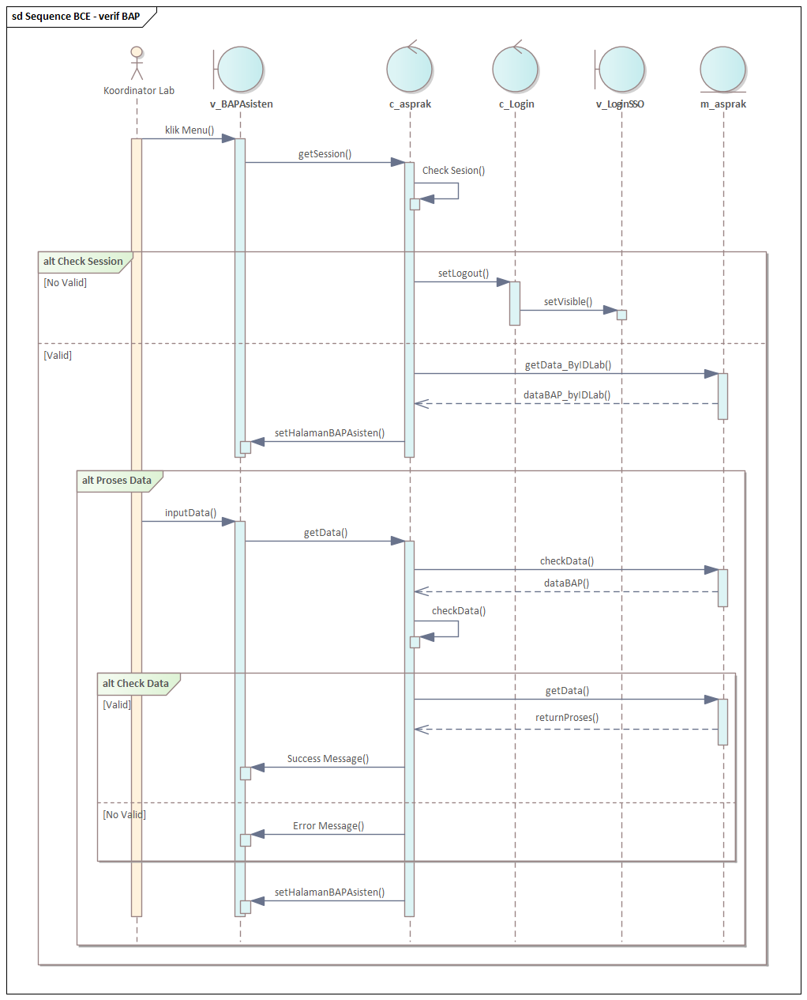 sd Sequence BCE - verif BAP
Koordinator Lab
v_BAPAsisten
c_asprak
c_Login
v_LoginSSO
m_asprak
klik Menu()
getSession()
Check Sesion()
alt Check Session
[No Valid]
setLogout()
setVisible()
[Valid]
getData_ByIDLab()
dataBAP_byIDLab()
setHalamanBAPAsisten()
alt Proses Data
inputData()
getData()
checkData()
dataBAP()
checkData()
alt Check Data
[Valid]
getData()
returnProses()
Success Message()
[No Valid]
Error Message()
setHalamanBAPAsisten()